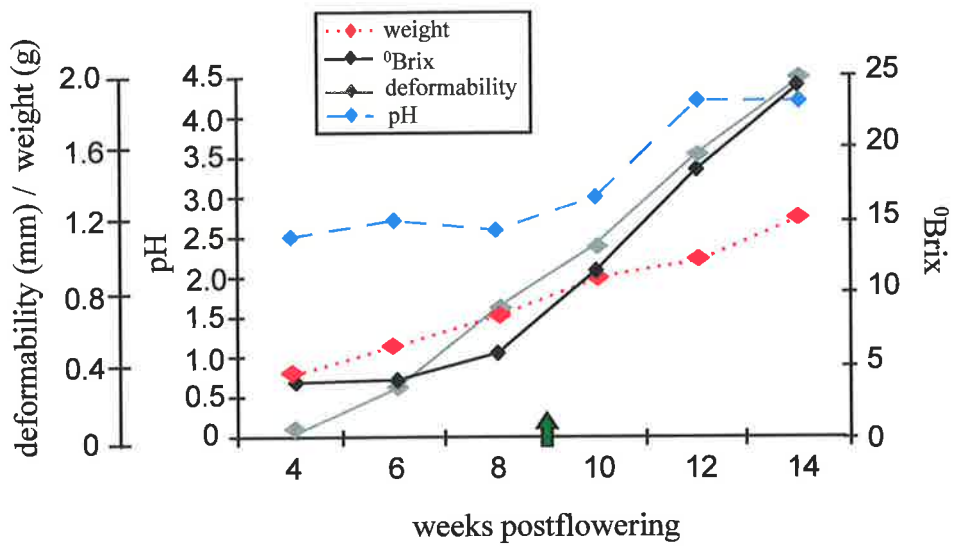 weight
⁰Brix
deformability
pH
deformability (mm) / weight (g)
2.0
1.6
1.2
0.8
0.4
0
pH
4.5
4.0
3.5
3.0
2.5
2.0
1.5
1.0
0.5
0
25
20
15
10
5
0
⁰Brix
4 6 8 10 12 14
weeks postflowering